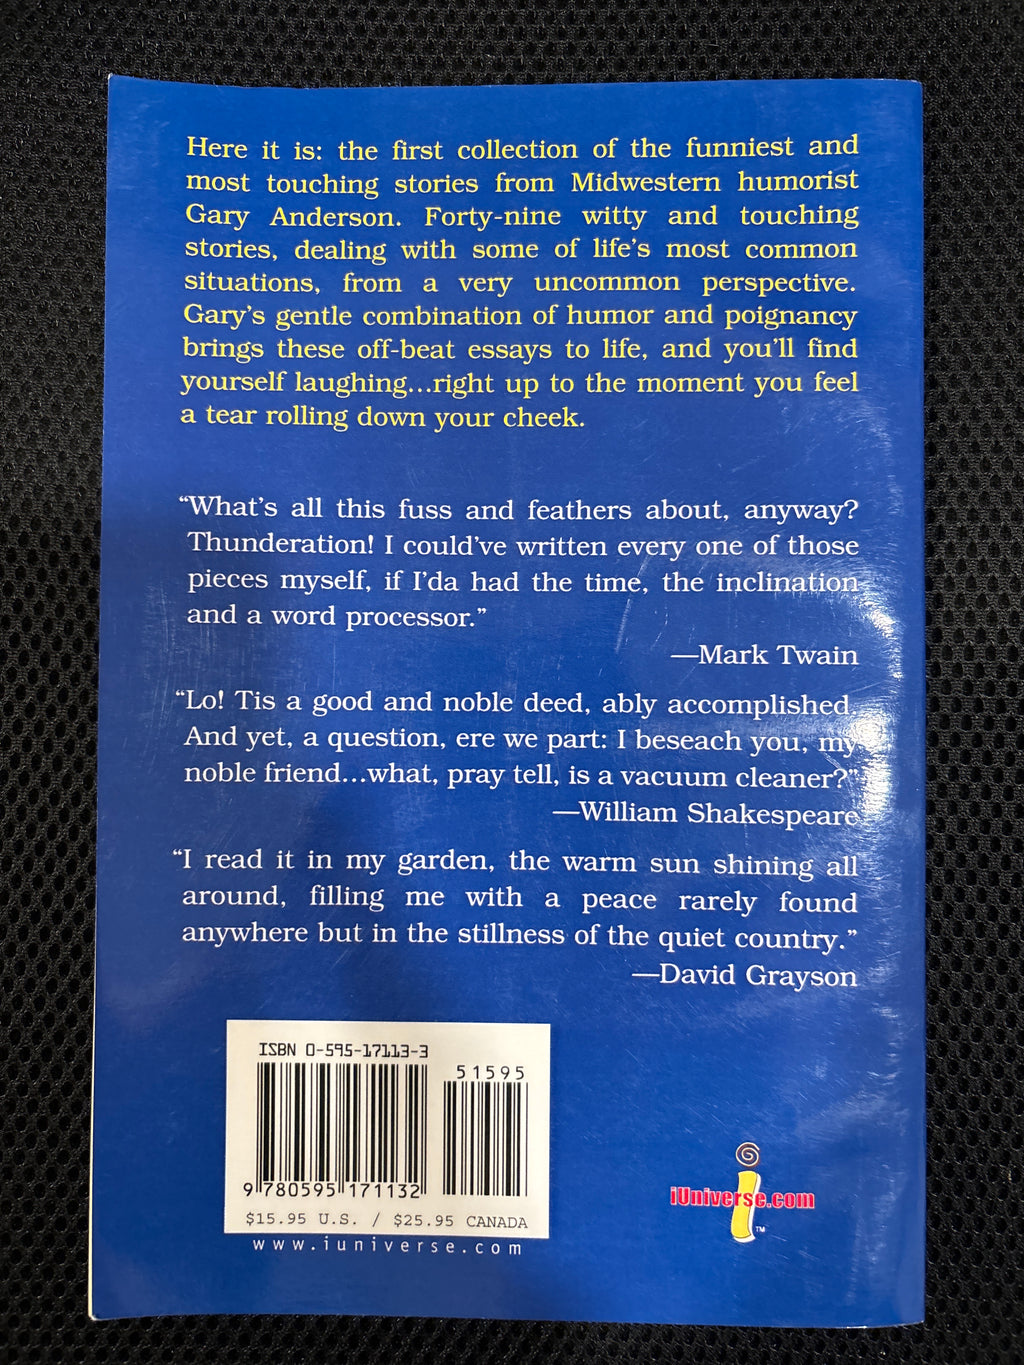 Here it is: the first collection of the funniest and
most touching stories from Midwestern humorist
Gary Anderson. Forty-nine witty and touching
stories, dealing with some of life's most common
situations, from a very uncommon perspective.
Gary's gentle combination of humor and poignancy
brings these off-beat essays to life, and you'll find
yourself laughing...right up to the moment you feel
a tear rolling down your cheek.
“What's all this fuss and feathers about, anyway?
Thunderation! I could've written every one of those
pieces myself, if I'da had the time, the inclination
and a word processor.”
—Mark Twain
“Lo! Tis a good and noble deed, ably accomplished.
And yet, a question, ere we part: I beseach you, my
noble friend...what, pray tell, is a vacuum cleaner?”
—William Shakespeare
“I read it in my garden, the warm sun shining all
around, filling me with a peace rarely found
anywhere but in the stillness of the quiet country.”
—David Grayson
ISBN 0-595-17113-3
51595
9 780595 171132
$15.95 U.S. / $25.95 CANADA
www.iuniverse.com
iUniverse.com
TM